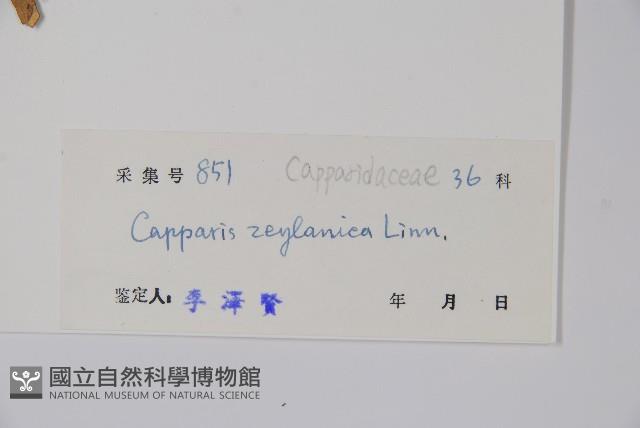 采集号 851 Capparidaceae 36 科
Capparis zeylanica Linn.
鉴定人: 李泽贤 年 月 日
國立自然科學博物館
NATIONAL MUSEUM OF NATURAL SCIENCE